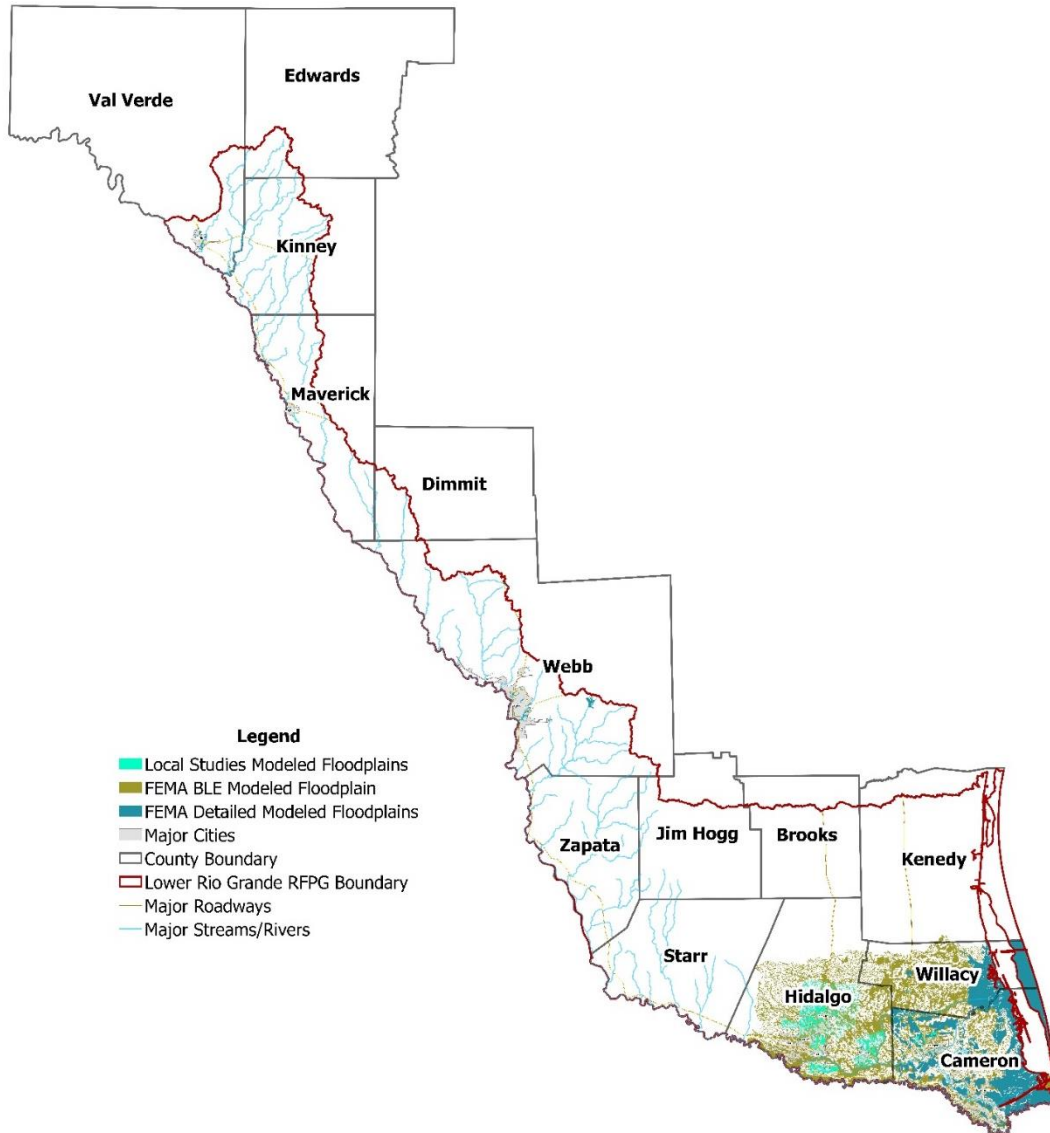 Edwards
Val Verde
Kinney
Maverick
Dimmit
Webb
Legend
Local Studies Modeled Floodplains
FEMA BLE Modeled Floodplain
FEMA Detailed Modeled Floodplains
Major Cities
County Boundary
Lower Rio Grande RFPG Boundary
Major Roadways
Major Streams/Rivers
Zapata
Jim Hogg
Brooks
Kenedy
Starr
Willacy
Hidalgo
Cameron